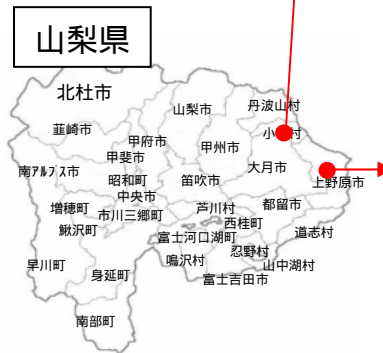 山梨県
北杜市
丹波山村
山梨市
小
村
韮崎市
甲府市
甲州市
甲斐市
大月市
南アルプス市
昭和町
笛吹市
上野原市
中央市
増穂町
芦川村
都留市
市川三郷町
西桂町
鰍沢町
富士河口湖町
道志村
忍野村
早川町
鳴沢村
山中湖村
身延町
富士吉田市
南部町